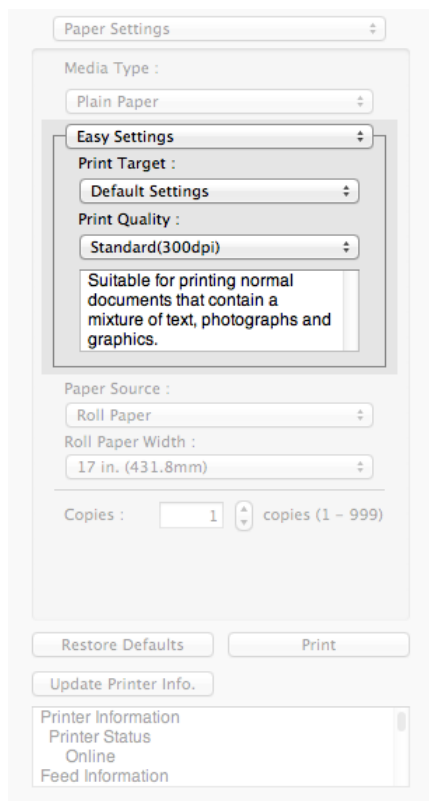 Paper Settings
Media Type :
Plain Paper
Easy Settings
Print Target :
Default Settings
Print Quality :
Standard(300dpi)
Suitable for printing normal
documents that contain a
mixture of text, photographs and
graphics.
Paper Source :
Roll Paper
Roll Paper Width :
17 in. (431.8mm)
Copies : 1 copies (1 – 999)
Restore Defaults Print
Update Printer Info.
Printer Information
Printer Status
Online
Feed Information